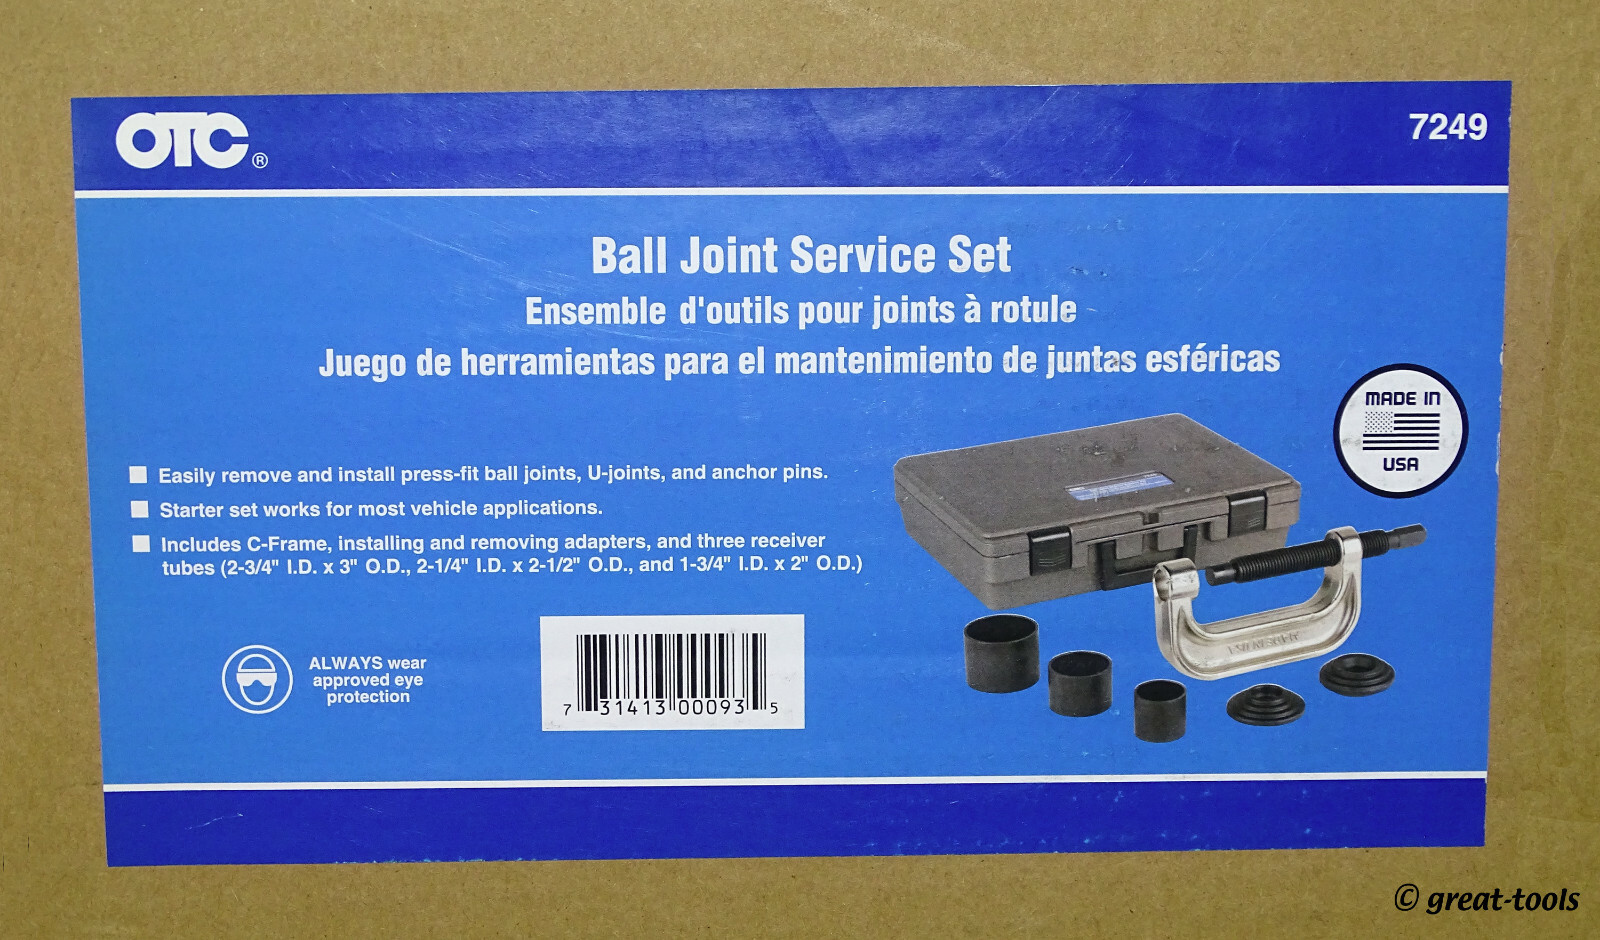 OTC®
7249
Ball Joint Service Set
Ensemble d'outils pour joints à rotule
Juego de herramientas para el mantenimiento de juntas esféricas
MADE IN
USA
Easily remove and install press-fit ball joints, U-joints, and anchor pins.
Starter set works for most vehicle applications.
Includes C-Frame, installing and removing adapters, and three receiver
tubes (2-3/4" I.D. x 3" O.D., 2-1/4" I.D. x 2-1/2" O.D., and 1-3/4" I.D. x 2" O.D.)
ALWAYS wear
approved eye
protection
7 31413 00093 5
© great-tools